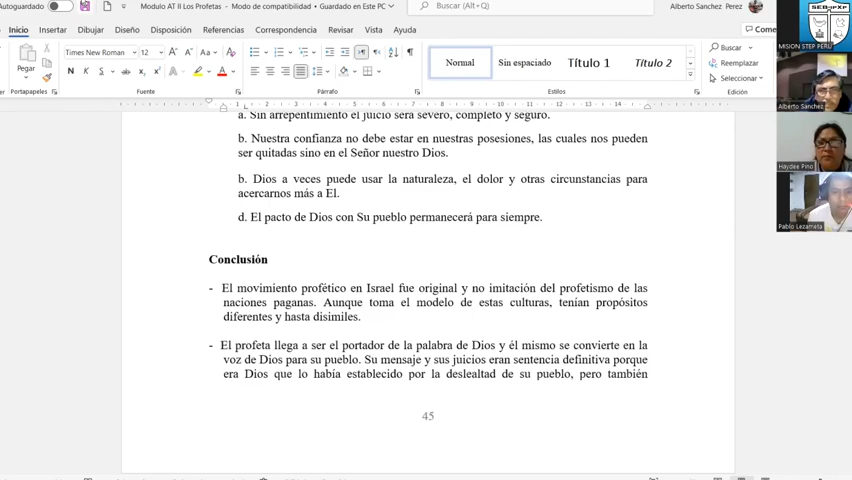 Autoguardado
Modulo AT II Los Profetas - Modo de compatibilidad • Guardado en Este PC
Buscar (Alt+Q)
Alberto Sanchez Perez
Inicio Insertar Dibujar Diseño Disposición Referencias Correspondencia Revisar Vista Ayuda
Come
Pegar
Times New Roman 12
N K S
Normal Sin espaciado Título 1 Título 2
Buscar
Reemplazar
Seleccionar
Portapapeles Fuente Párrafo Estilos Edición
MISION STEP PERÚ
Alberto Sánchez
Haydee Pino
Pablo Lezameta
a. Sin arrepentimiento el juicio será severo, completo y seguro.
b. Nuestra confianza no debe estar en nuestras posesiones, las cuales nos pueden
ser quitadas sino en el Señor nuestro Dios.
b. Dios a veces puede usar la naturaleza, el dolor y otras circunstancias para
acercarnos más a El.
d. El pacto de Dios con Su pueblo permanecerá para siempre.
Conclusión
- El movimiento profético en Israel fue original y no imitación del profetismo de las
naciones paganas. Aunque toma el modelo de estas culturas, tenían propósitos
diferentes y hasta disimiles.
- El profeta llega a ser el portador de la palabra de Dios y él mismo se convierte en la
voz de Dios para su pueblo. Su mensaje y sus juicios eran sentencia definitiva porque
era Dios que lo había establecido por la deslealtad de su pueblo, pero también
45